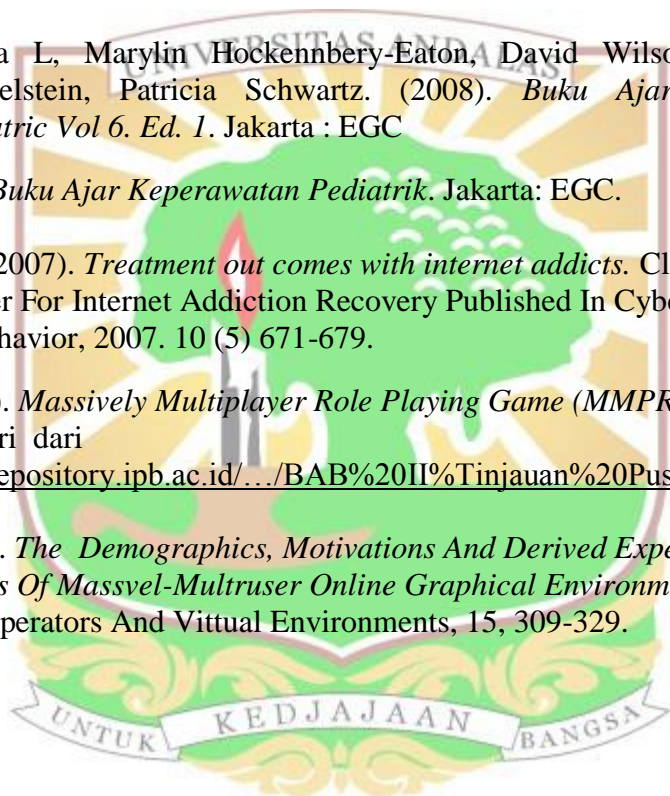 UNIVERSITAS ANDALAS
a L, Marylin Hockennbery-Eaton, David Wilso
elstein, Patricia Schwartz. (2008). Buku Ajar
atric Vol 6. Ed. 1. Jakarta : EGC
Buku Ajar Keperawatan Pediatrik. Jakarta: EGC.
2007). Treatment out comes with internet addicts. Cl
er For Internet Addiction Recovery Published In Cybe
havior, 2007. 10 (5) 671-679.
). Massively Multiplayer Role Playing Game (MMPR
ri dari
epository.ipb.ac.id/…/BAB%20II%Tinjauan%20Pus
. The Demographics, Motivations And Derived Expe
s Of Massvel-Multruser Online Graphical Environm
perators And Vittual Environments, 15, 309-329.
UNTUK KEDJAJAAN BANGSA